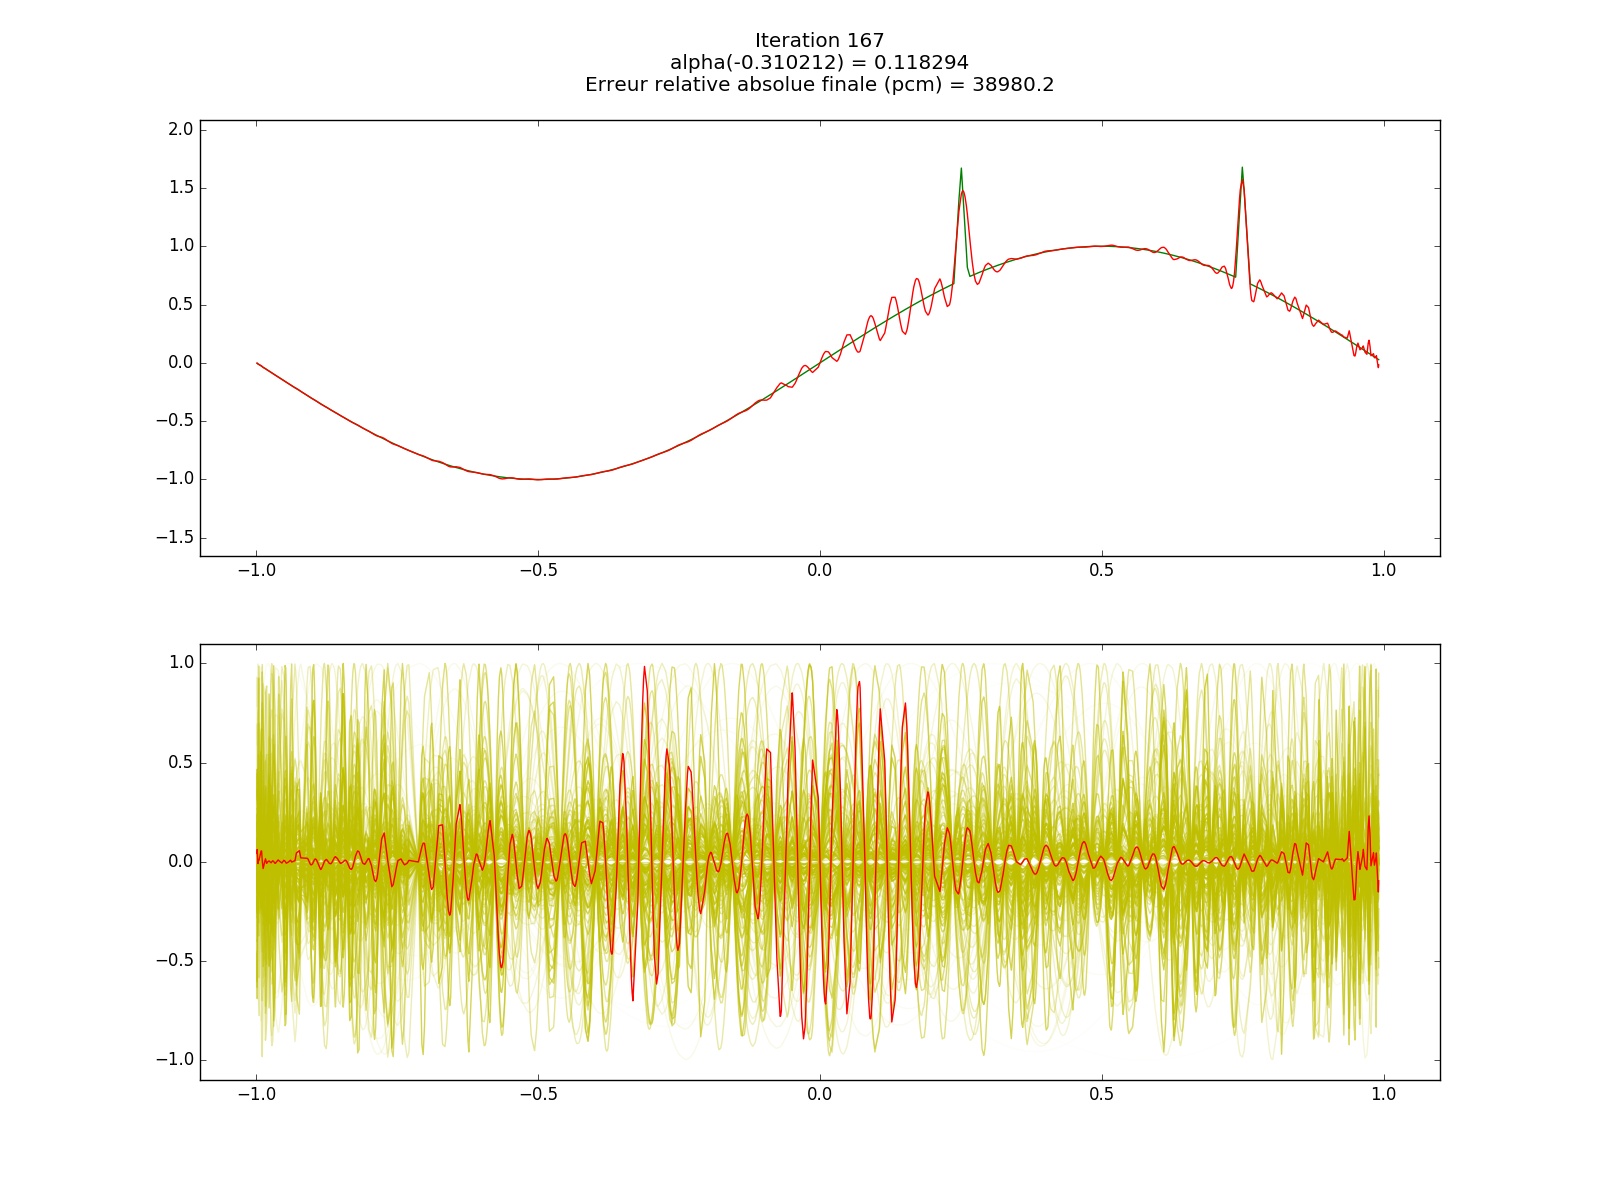 Iteration 167
alpha(-0.310212) = 0.118294
Erreur relative absolue finale (pcm) = 38980.2
2.0
1.5
1.0
0.5
0.0
−0.5
−1.0
−1.5
−1.0 −0.5 0.0 0.5 1.0
1.0
0.5
0.0
−0.5
−1.0
−1.0 −0.5 0.0 0.5 1.0